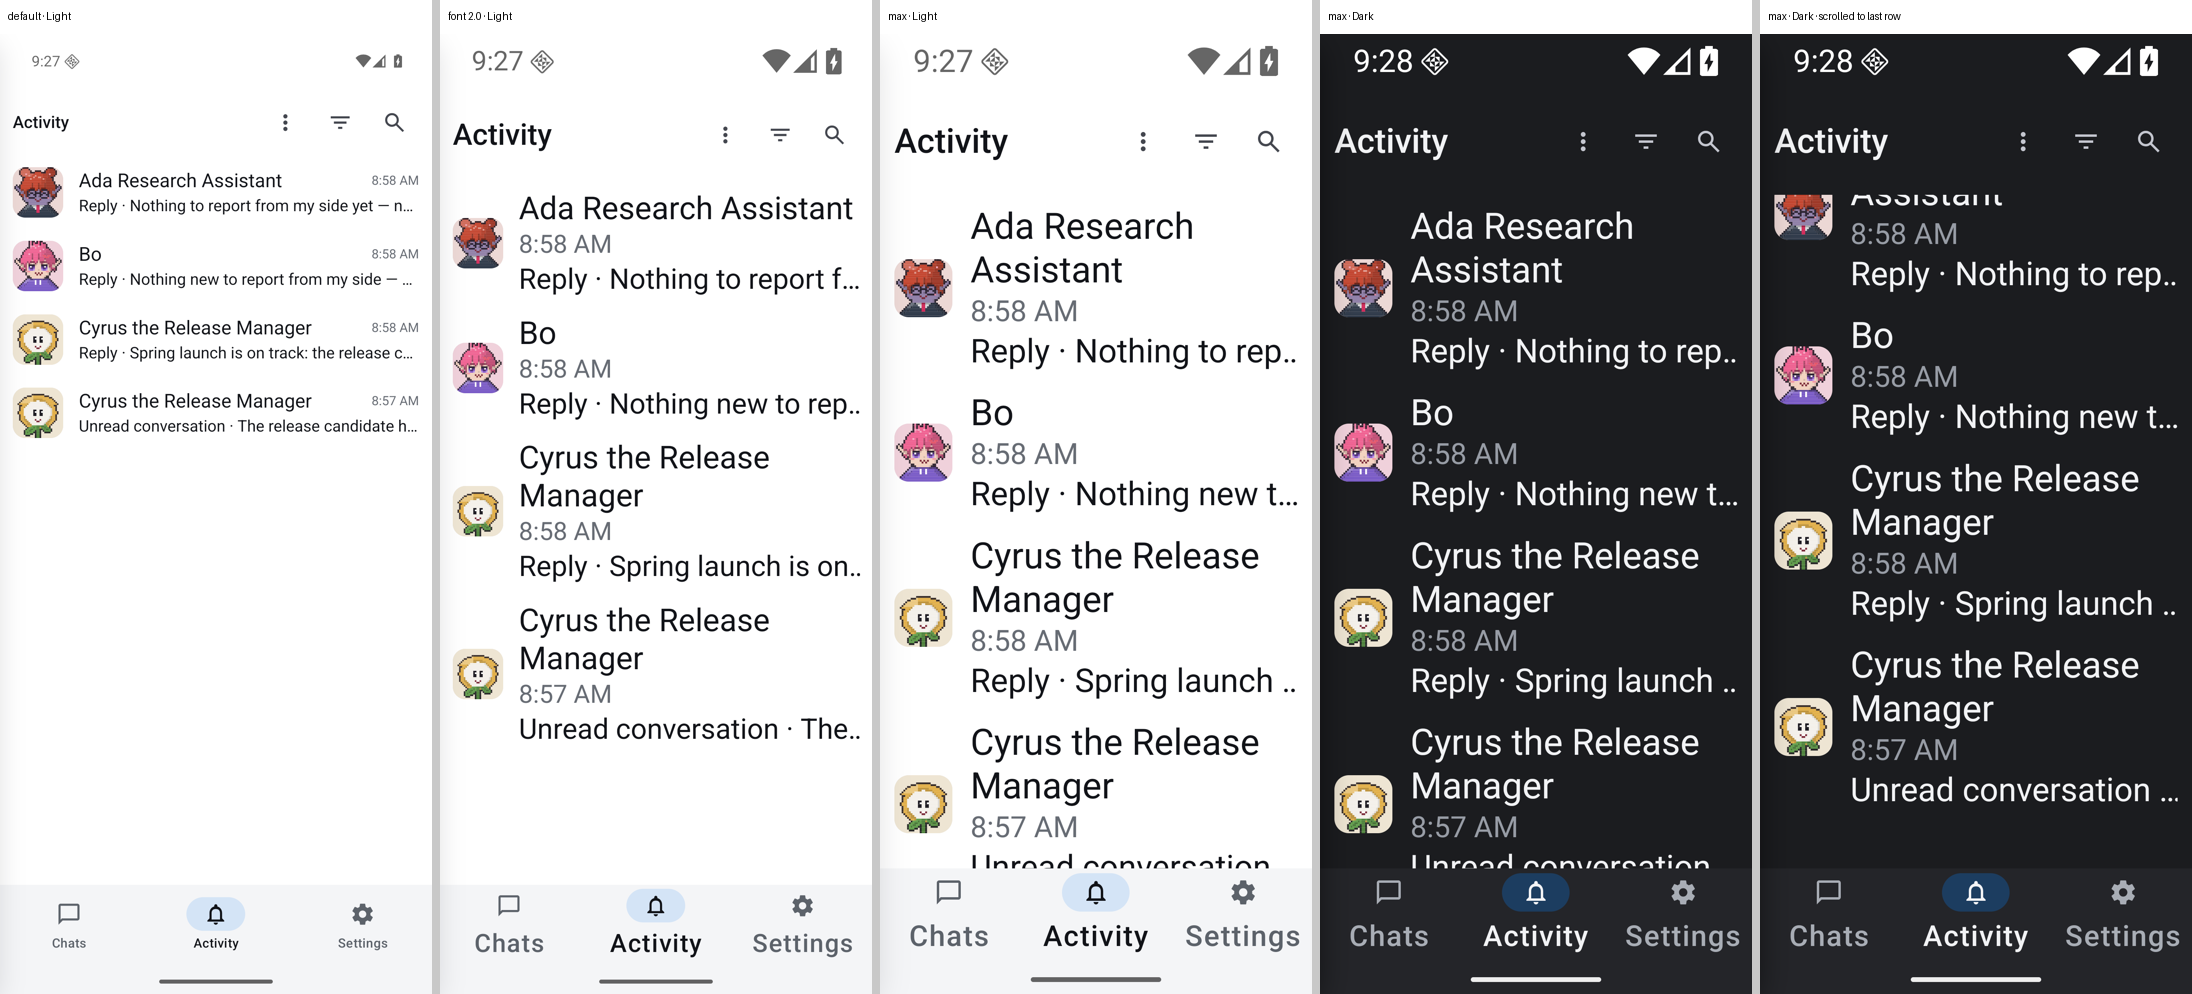 default · Light
9:27
Activity
Ada Research Assistant 8:58 AM
Reply · Nothing to report from my side yet — n…
Bo 8:58 AM
Reply · Nothing new to report from my side — …
Cyrus the Release Manager 8:58 AM
Reply · Spring launch is on track: the release c…
Cyrus the Release Manager 8:57 AM
Unread conversation · The release candidate h…
Chats Activity Settings
font 2.0 · Light
9:27
Activity
Ada Research Assistant
8:58 AM
Reply · Nothing to report f…
Bo
8:58 AM
Reply · Nothing new to rep..
Cyrus the Release
Manager
8:58 AM
Reply · Spring launch is on..
Cyrus the Release
Manager
8:57 AM
Unread conversation · The..
Chats Activity Settings
max · Light
9:27
Activity
Ada Research
Assistant
8:58 AM
Reply · Nothing to rep..
Bo
8:58 AM
Reply · Nothing new t…
Cyrus the Release
Manager
8:58 AM
Reply · Spring launch ..
Cyrus the Release
Manager
8:57 AM
Unread conversation
Chats Activity Settings
max · Dark
9:28
Activity
Ada Research
Assistant
8:58 AM
Reply · Nothing to rep..
Bo
8:58 AM
Reply · Nothing new t…
Cyrus the Release
Manager
8:58 AM
Reply · Spring launch ..
Cyrus the Release
Manager
8:57 AM
Unread conversation
Chats Activity Settings
max · Dark · scrolled to last row
9:28
Activity
Assistant
8:58 AM
Reply · Nothing to rep..
Bo
8:58 AM
Reply · Nothing new t…
Cyrus the Release
Manager
8:58 AM
Reply · Spring launch ..
Cyrus the Release
Manager
8:57 AM
Unread conversation …
Chats Activity Settings